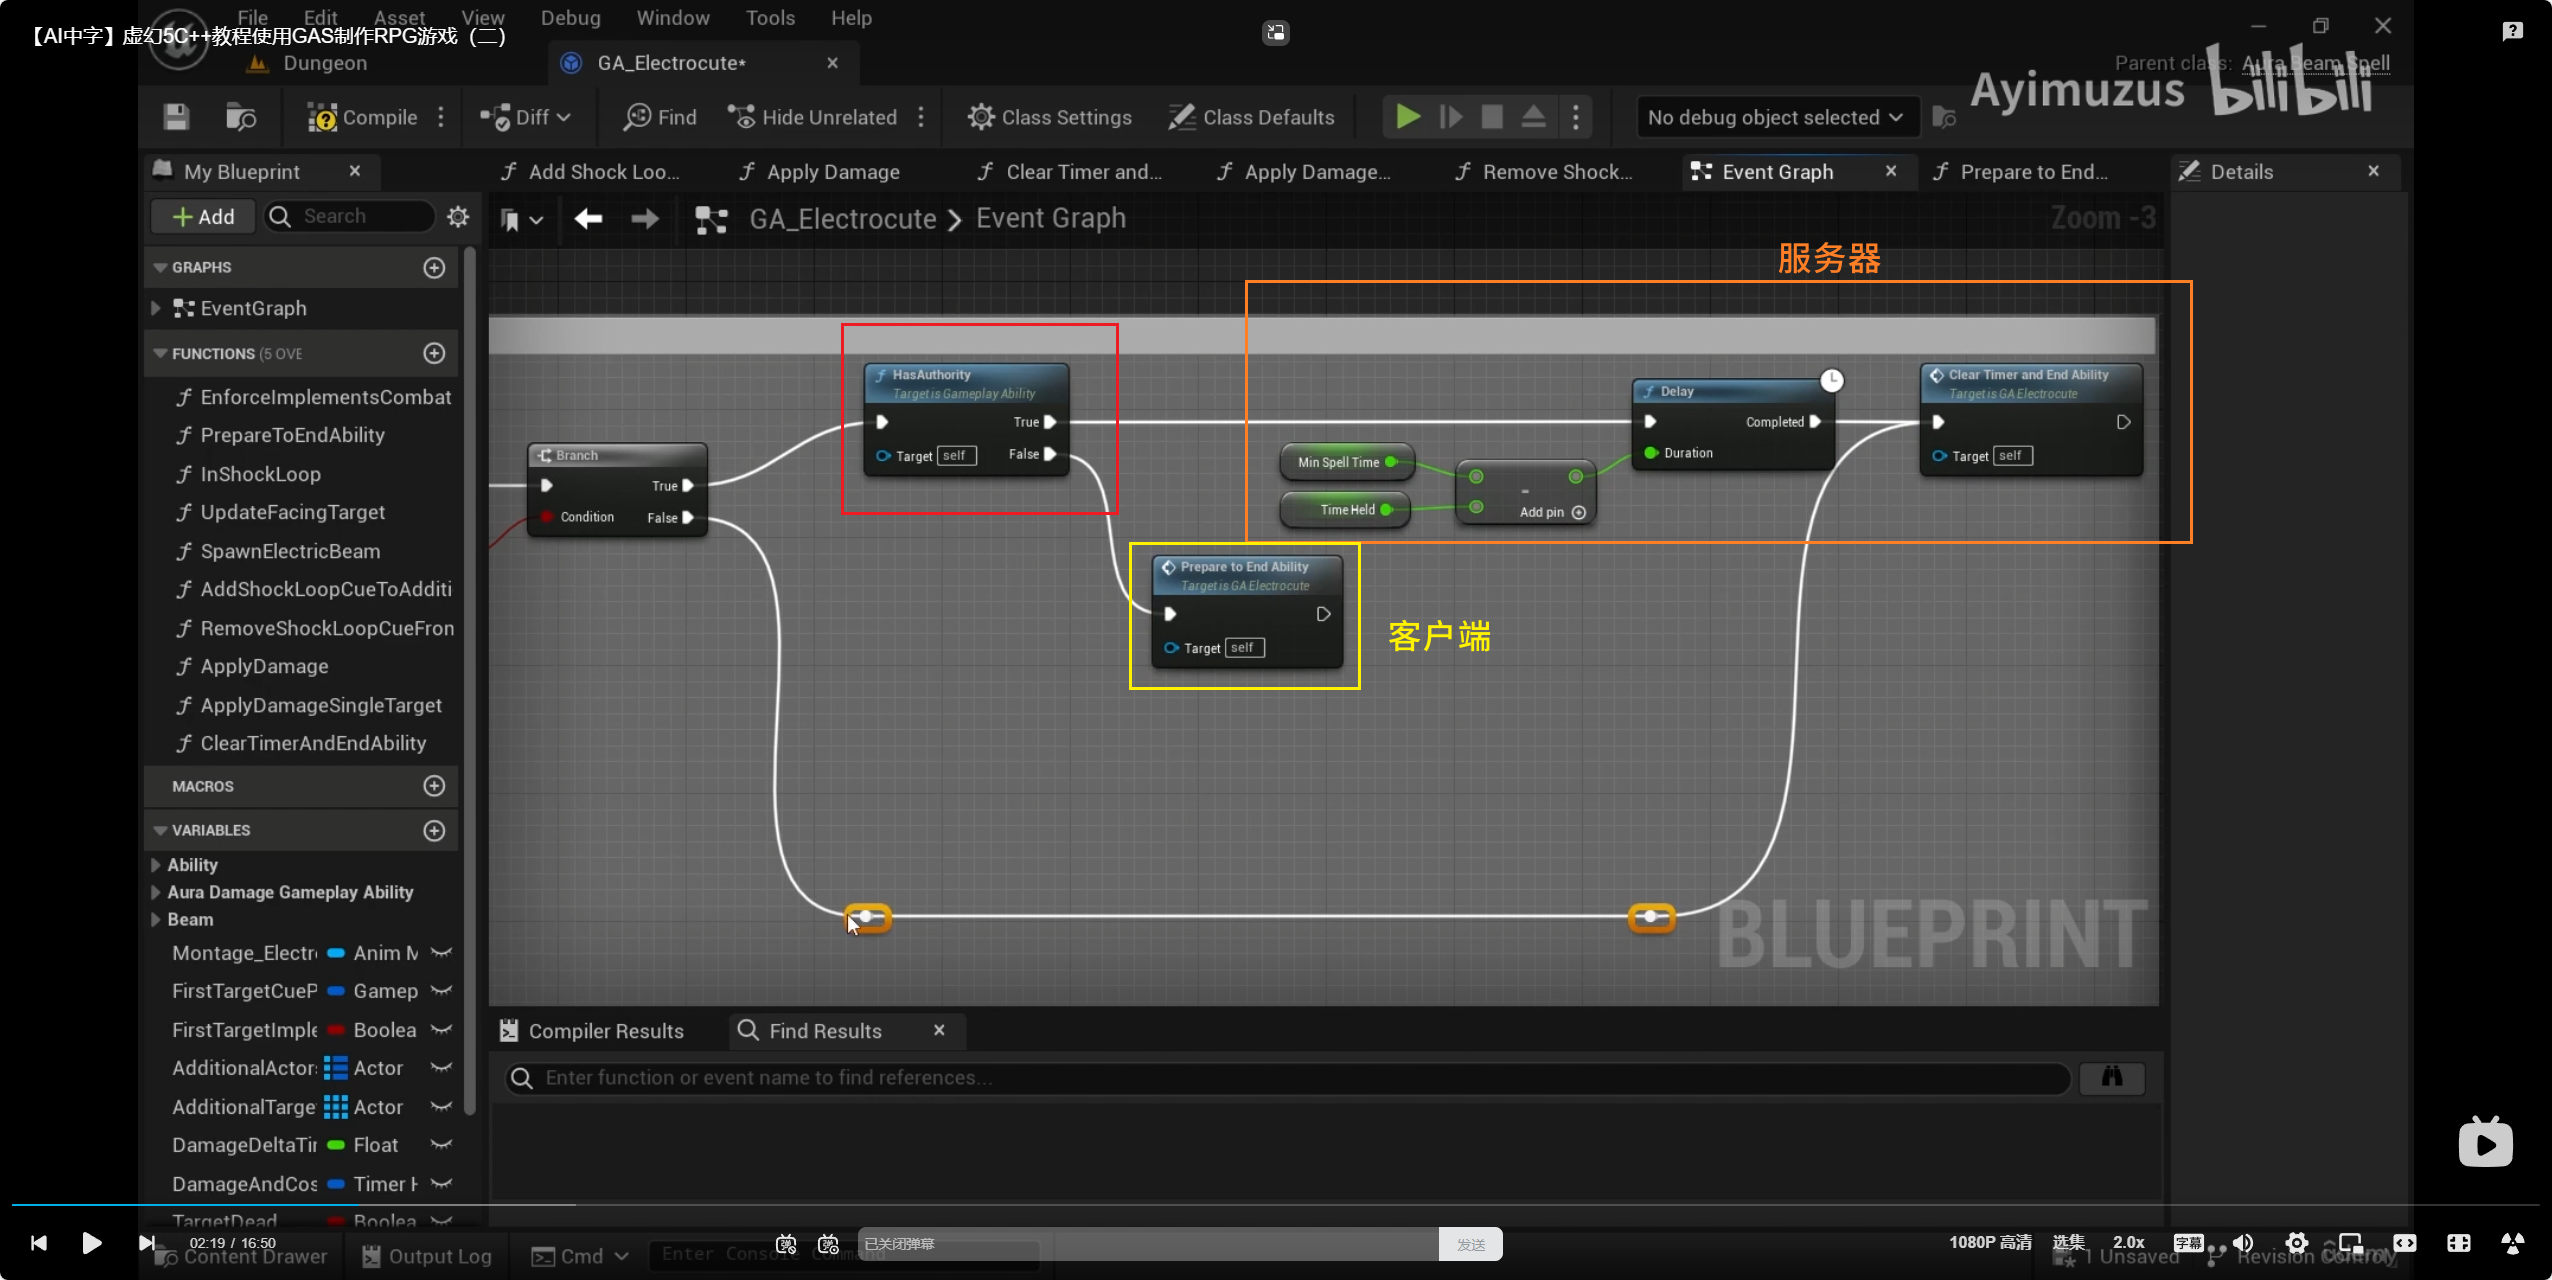 File Edit Asset View Debug Window Tools Help
【AI中字】虚幻5C++教程使用GAS制作RPG游戏（二）
Dungeon
GA_Electrocute*
Parent class: Aura Beam Spell
Ayimuzus bilibili
Compile
Diff
Find
Hide Unrelated
Class Settings
Class Defaults
No debug object selected
My Blueprint
Add Shock Loo...
Apply Damage
Clear Timer and...
Apply Damage...
Remove Shock...
Event Graph
Prepare to End...
Details
Add
Search
GA_Electrocute > Event Graph
Zoom -3
GRAPHS
EventGraph
FUNCTIONS (5 OVE
EnforceImplementsCombat
PrepareToEndAbility
InShockLoop
UpdateFacingTarget
SpawnElectricBeam
AddShockLoopCueToAdditi
RemoveShockLoopCueFron
ApplyDamage
ApplyDamageSingleTarget
ClearTimerAndEndAbility
MACROS
VARIABLES
Ability
Aura Damage Gameplay Ability
Beam
Montage_Electr Anim M
FirstTargetCueP Gamep
FirstTargetImple Boolea
AdditionalActor Actor
AdditionalTarge Actor
DamageDeltaTir Float
DamageAndCos Timer H
TargetDead Boolea
服务器
Branch
True
Condition False
HasAuthority
Target is Gameplay Ability
True
Target self False
Min Spell Time
Time Held
-
Add pin
Delay
Completed
Duration
Clear Timer and End Ability
Target is GA Electrocute
Target self
Prepare to End Ability
Target is GA Electrocute
Target self
客户端
BLUEPRINT
Compiler Results
Find Results
Enter function or event name to find references...
02:19 / 16:50
已关闭弹幕
发送
1080P 高清
选集
2.0x
字幕
Content Drawer
Output Log
Cmd
Enter Console Command
1 Unsaved
Revision Control